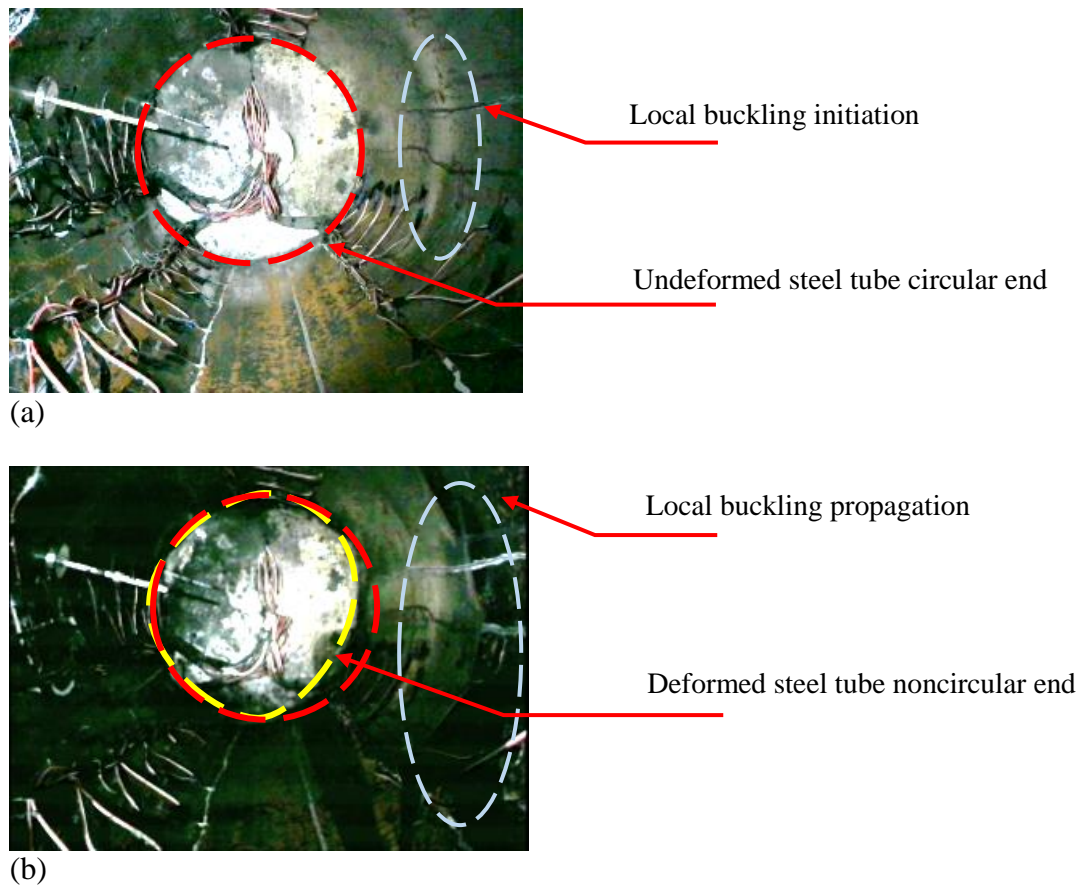 Local buckling initiation
Undeformed steel tube circular end
(a)
Local buckling propagation
Deformed steel tube noncircular end
(b)